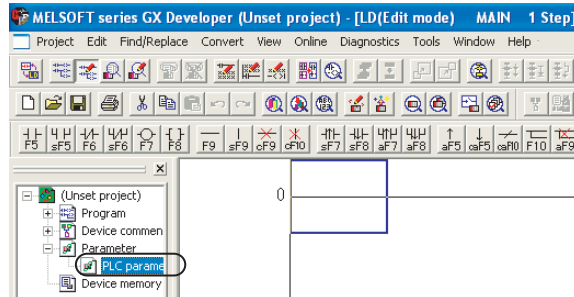 MELSOFT series GX Developer (Unset project) - [LD(Edit mode) MAIN 1 Step]
Project Edit Find/Replace Convert View Online Diagnostics Tools Window Help
F5 sF5 F6 sF6 F7 F8 F9 sF9 cF9 cF10 sF7 sF8 aF7 aF8 aF5 caF5 caF10 F10 aF9
(Unset project)
0
Program
Device commen
Parameter
PLC parame
Device memory